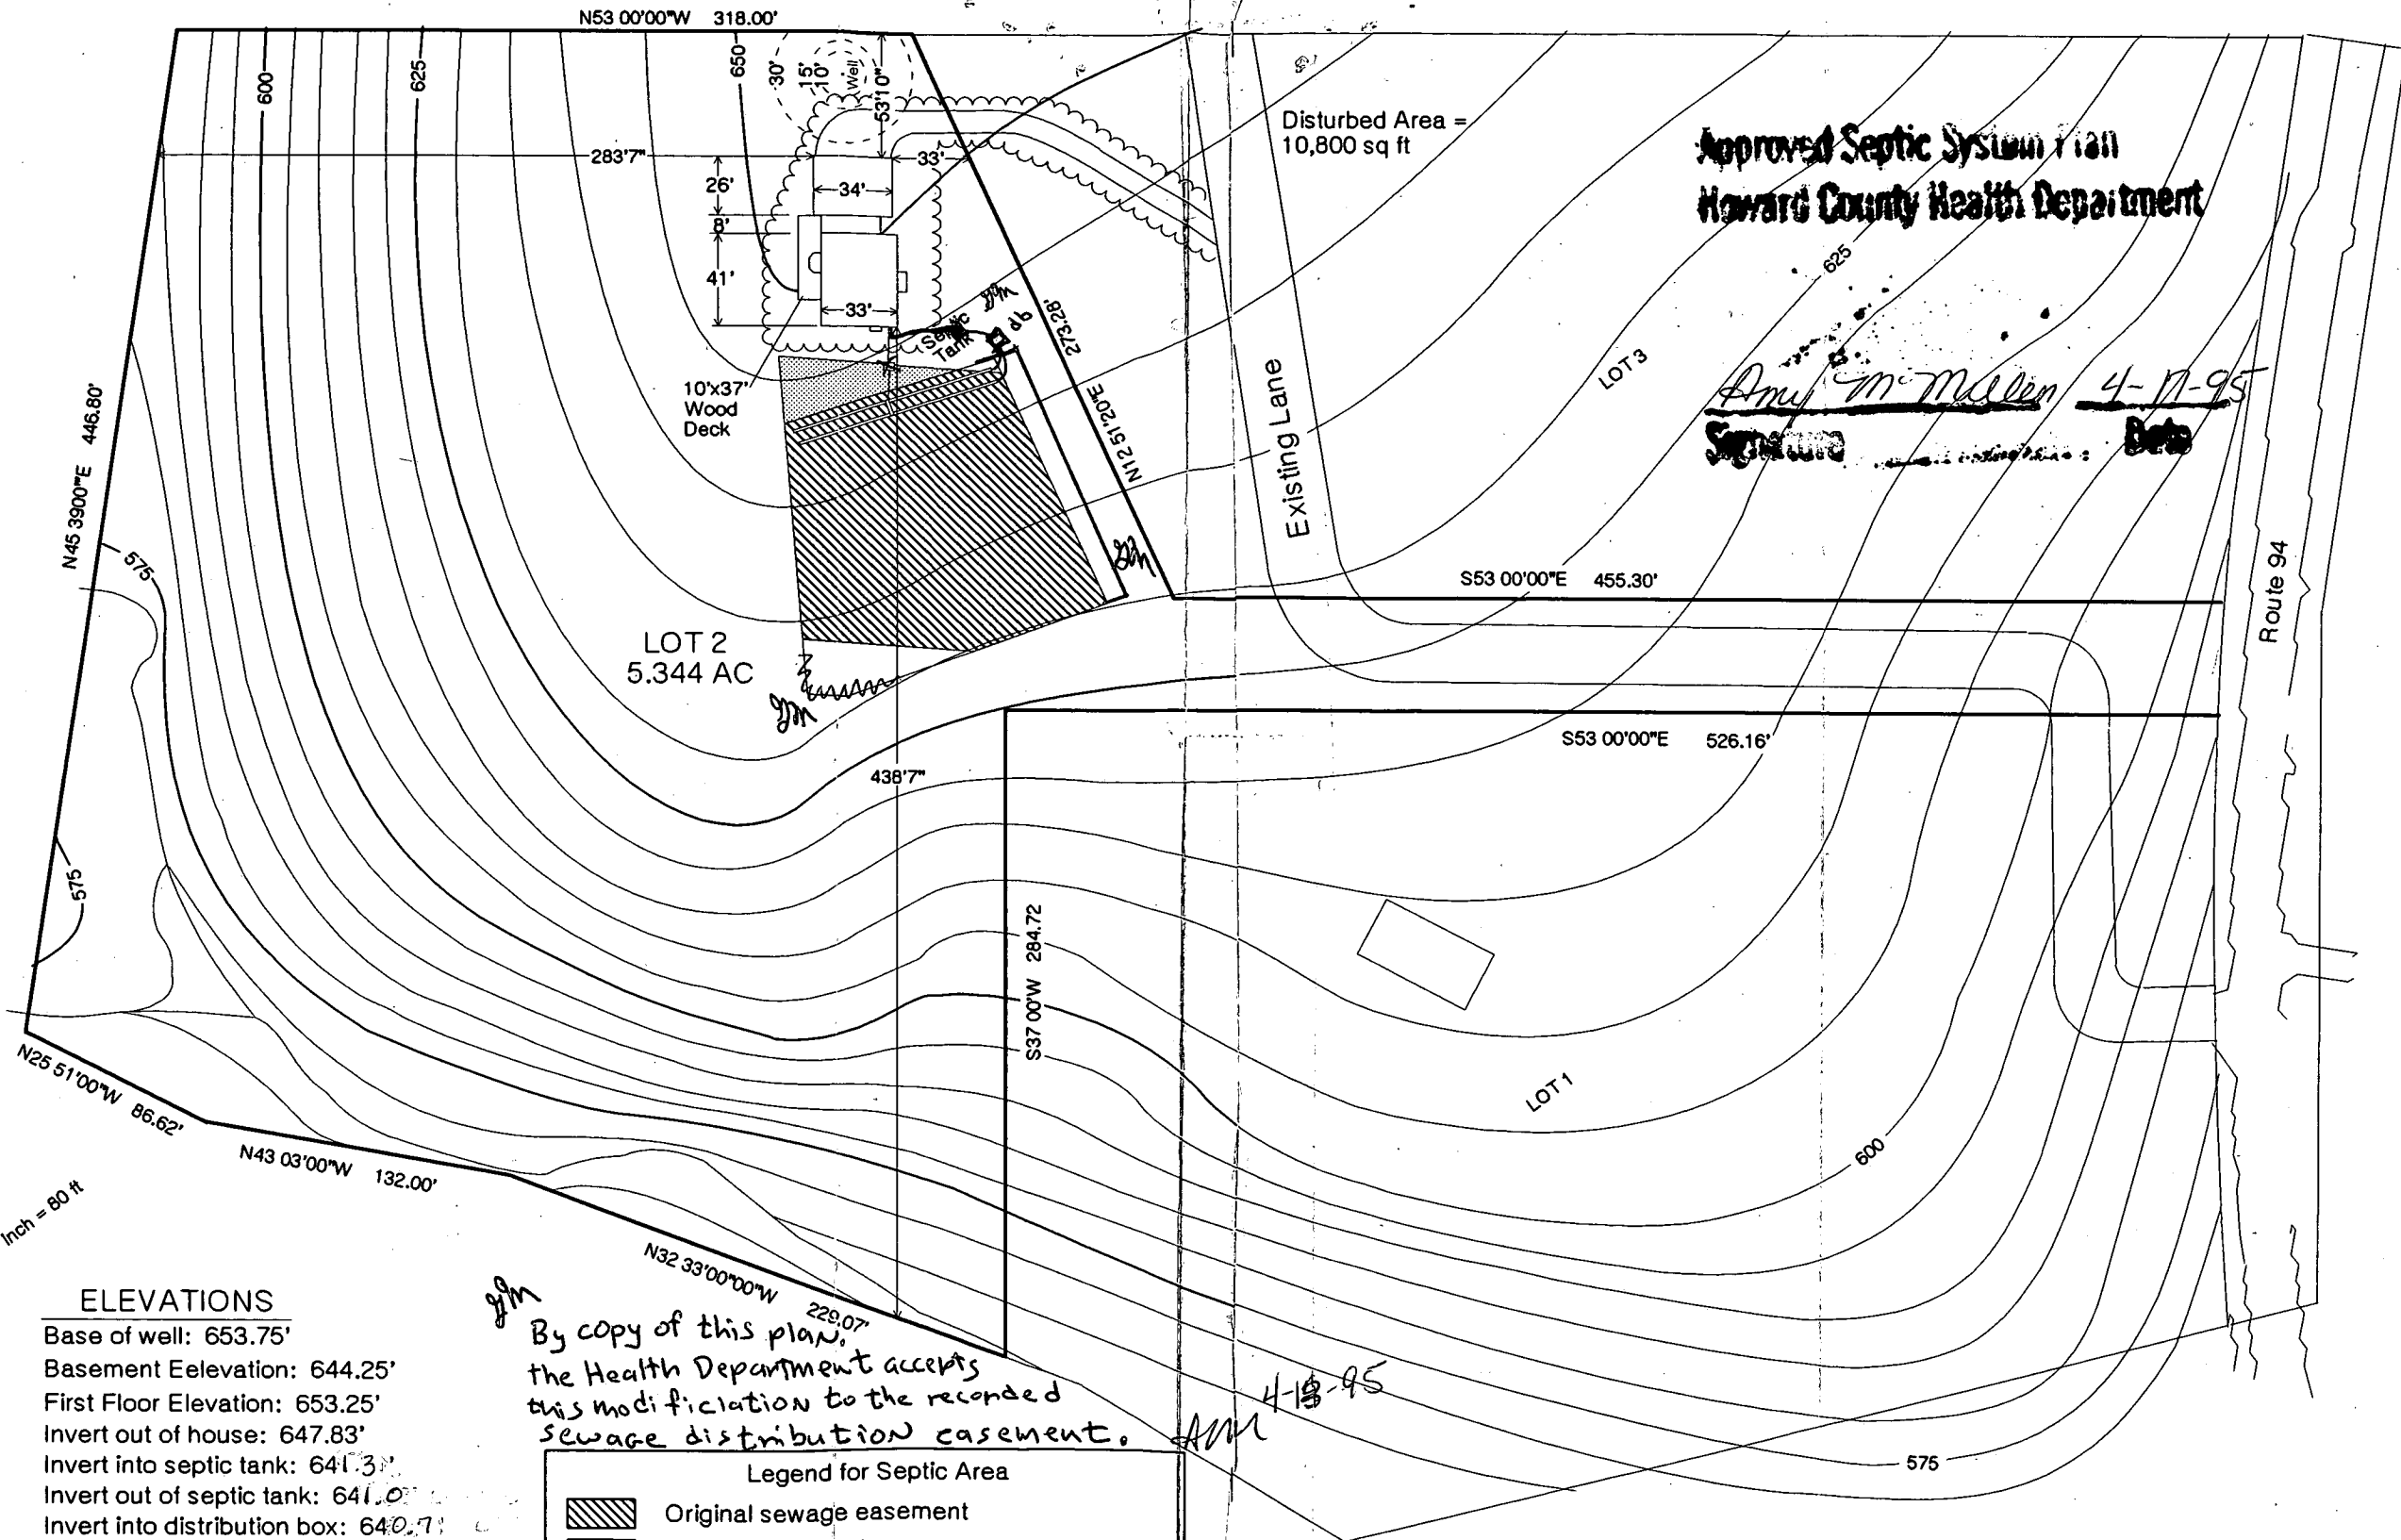 N53 00'00"W 318.00'
600
625
650
30'
15'
10'
Well
53'10"
283'7"
33'
26'
34'
8'
41'
33'
Disturbed Area =
10,800 sq ft
Approved Septic System Plan
Howard County Health Department
625
Amy McMillen 4-17-95
Signature Date
Septic
Tank
db
273.28'
N12 51'20"E
10'x37'
Wood
Deck
Existing Lane
LOT 3
N45 3900"E 446.80'
575
S53 00'00"E 455.30'
Route 94
LOT 2
5.344 AC
S53 00'00"E 526.16'
438'7"
575
S37 00'W 284.72
N25 51'00"W 86.62'
N43 03'00"W 132.00'
LOT 1
600
Inch = 80 ft
N32 33'00"00"W 229.07'
ELEVATIONS
Base of well: 653.75'
Basement Eelevation: 644.25'
First Floor Elevation: 653.25'
Invert out of house: 647.83'
Invert into septic tank: 641.3
Invert out of septic tank: 641.0
Invert into distribution box: 640.7
By copy of this plan.
the Health Department accepts
this modificiation to the recorded
sewage distribution easement.
AM
Legend for Septic Area
Original sewage easement
575